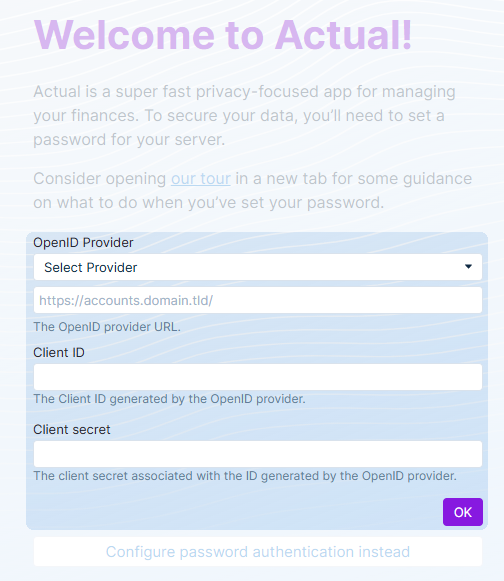 Welcome to Actual!
Actual is a super fast privacy-focused app for managing
your finances. To secure your data, you’ll need to set a
password for your server.
Consider opening our tour in a new tab for some guidance
on what to do when you’ve set your password.
OpenID Provider
Select Provider
https://accounts.domain.tld/
The OpenID provider URL.
Client ID
The Client ID generated by the OpenID provider.
Client secret
The client secret associated with the ID generated by the OpenID provider.
OK
Configure password authentication instead